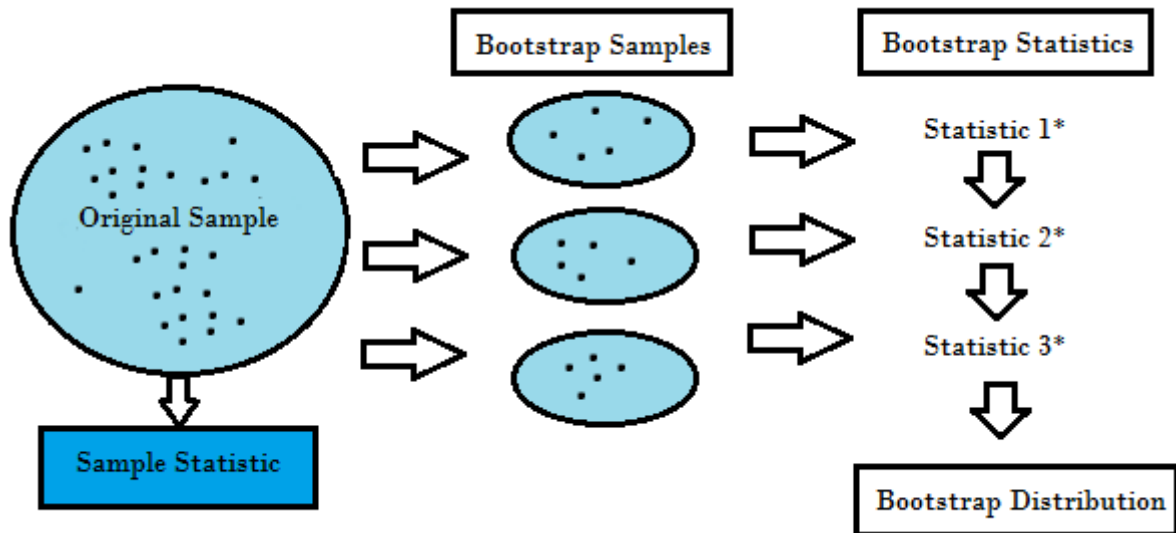 Bootstrap Samples
Bootstrap Statistics
Original Sample
Statistic 1*
Statistic 2*
Statistic 3*
Sample Statistic
Bootstrap Distribution